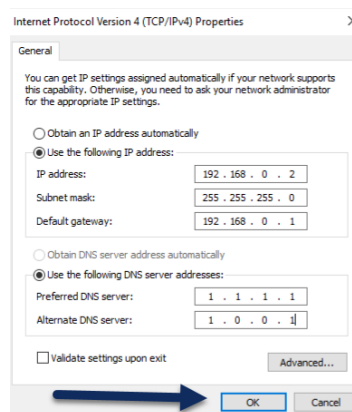 Internet Protocol Version 4 (TCP/IPv4) Properties
General
You can get IP settings assigned automatically if your network supports
this capability. Otherwise, you need to ask your network administrator
for the appropriate IP settings.
Obtain an IP address automatically
Use the following IP address:
IP address: 192 . 168 . 0 . 2
Subnet mask: 255 . 255 . 255 . 0
Default gateway: 192 . 168 . 0 . 1
Obtain DNS server address automatically
Use the following DNS server addresses:
Preferred DNS server: 1 . 1 . 1 . 1
Alternate DNS server: 1 . 0 . 0 . 1
Validate settings upon exit
Advanced...
OK Cancel